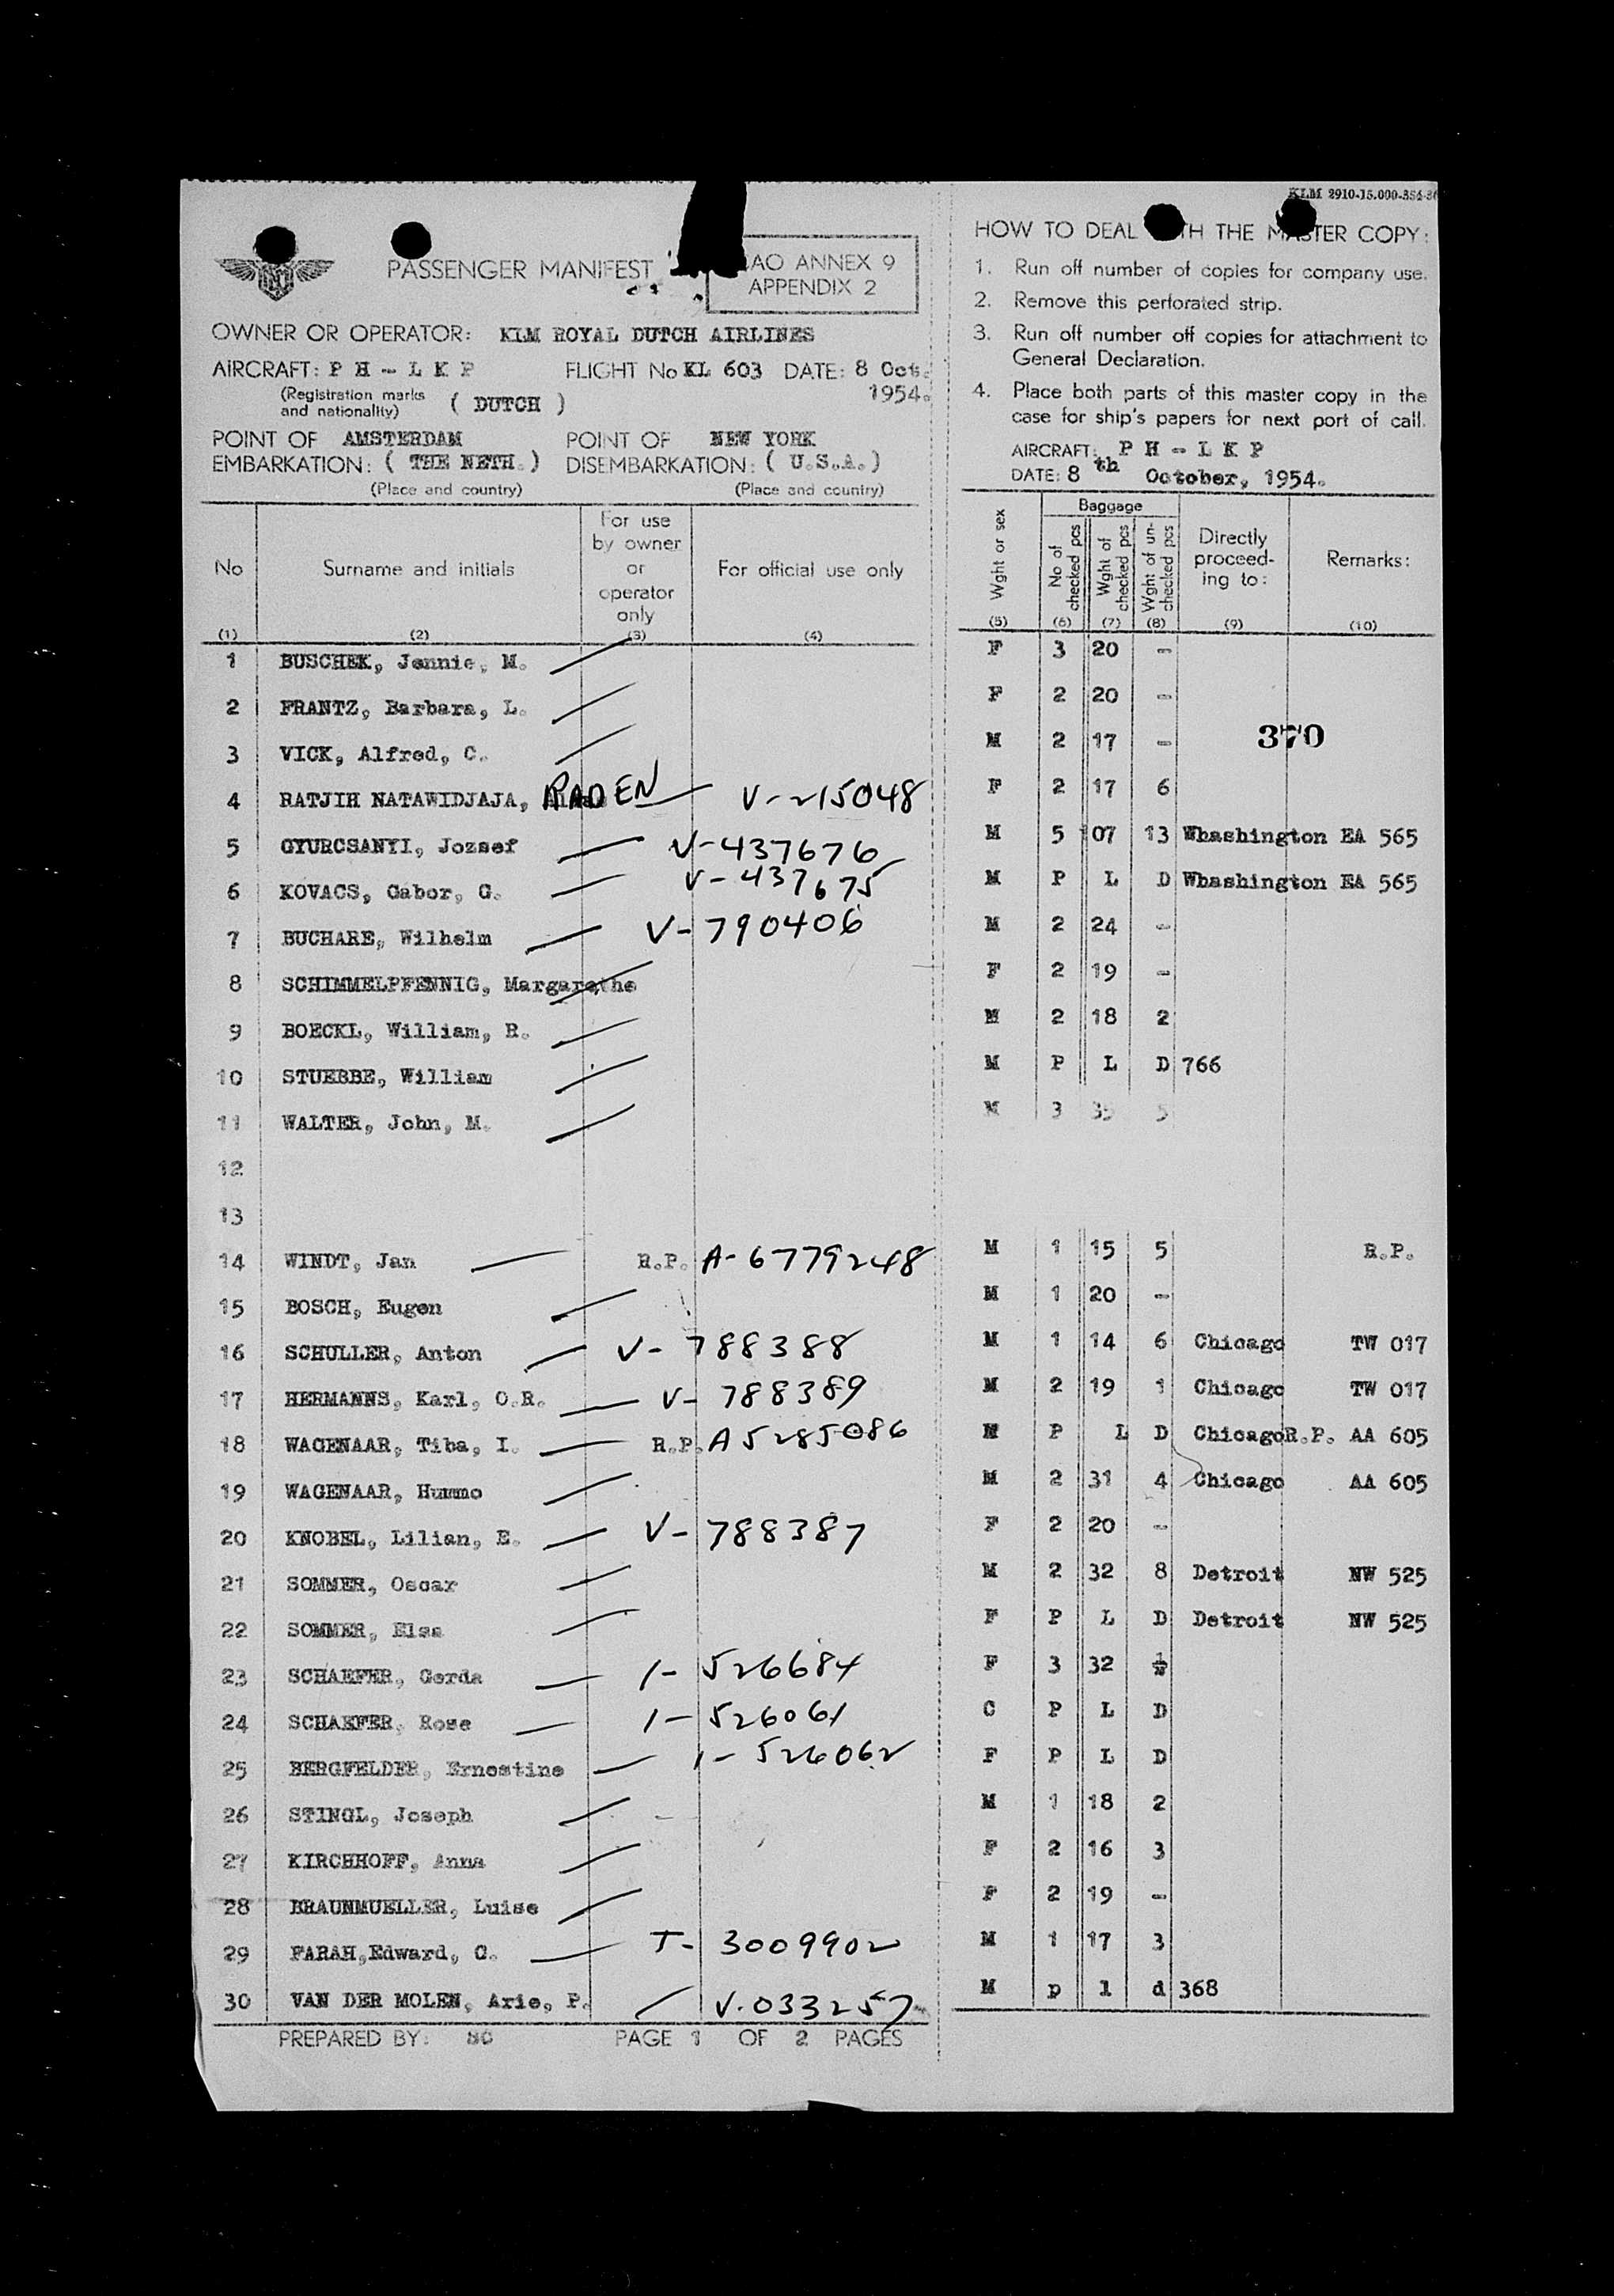 KLM 2910-15.000-
PASSENGER MANIFEST
AO ANNEX 9
APPENDIX 2
OWNER OR OPERATOR: KLM ROYAL DUTCH AIRLINES
AIRCRAFT: P H - L K P FLIGHT No KL 603 DATE: 8 Oct. 1954.
(Registration marks and nationality) ( DUTCH )
POINT OF EMBARKATION: AMSTERDAM ( THE NETH. ) POINT OF DISEMBARKATION: NEW YORK ( U.S.A. )
(Place and country) (Place and country)
HOW TO DEAL TH THE MASTER COPY:
1. Run off number of copies for company use.
2. Remove this perforated strip.
3. Run off number off copies for attachment to
General Declaration.
4. Place both parts of this master copy in the
case for ship's papers for next port of call.
AIRCRAFT: P H - L K P
DATE: 8th October, 1954.
No Surname and initials For use by owner or operator only For official use only Wght or sex Baggage No of checked pcs Wght of checked pcs Wght of un-checked pcs Directly proceed-ing to: Remarks:
(1) (2) (3) (4) (5) (6) (7) (8) (9) (10)
1 BUSCHEK, Jennie, M. F 3 20 -
2 FRANTZ, Barbara, L. F 2 20 -
3 VICK, Alfred, C. M 2 17 - 370
4 RATJIH NATAWIDJAJA, RADEN V-215048 F 2 17 6
5 GYURCSANYI, Jozsef V-437676 M 5 107 13 Whashington EA 565
6 KOVACS, Gabor, G. V-437675 M P L D Whashington EA 565
7 BUCHARE, Wilhelm V-790406 M 2 24 -
8 SCHIMMELPFENNIG, Margarethe F 2 19 -
9 BOECKL, William, R. M 2 18 2
10 STUEBBE, William M P L D 766
11 WALTER, John, M. M 3 35 5
12
13
14 WINDT, Jan R.P. A-6779248 M 1 15 5 R.P.
15 BOSCH, Eugen M 1 20 -
16 SCHULLER, Anton V-788388 M 1 14 6 Chicago TW 017
17 HERMANNS, Karl, O.R. V-788389 M 2 19 1 Chicago TW 017
18 WAGENAAR, Tiba, I. R.P. A5285086 M P L D Chicago R.P. AA 605
19 WAGENAAR, Hummo M 2 31 4 Chicago AA 605
20 KNOBEL, Lilian, E. V-788387 F 2 20 -
21 SOMMER, Oscar M 2 32 8 Detroit NW 525
22 SOMMER, Elsa F P L D Detroit NW 525
23 SCHAEFER, Gerda 1-526684 F 3 32
24 SCHAEFER, Rose 1-526061 C P L D
25 BERGFELDER, Ernestine 1-526062 F P L D
26 STINGL, Joseph M 1 18 2
27 KIRCHHOFF, Anna F 2 16 3
28 BRAUNMUELLER, Luise F 2 19 -
29 FARAH, Edward, C. T-3009902 M 1 17 3
30 VAN DER MOLEN, Arie, P. V.033257 M p l d 368
PREPARED BY: PAGE 1 OF 2 PAGES